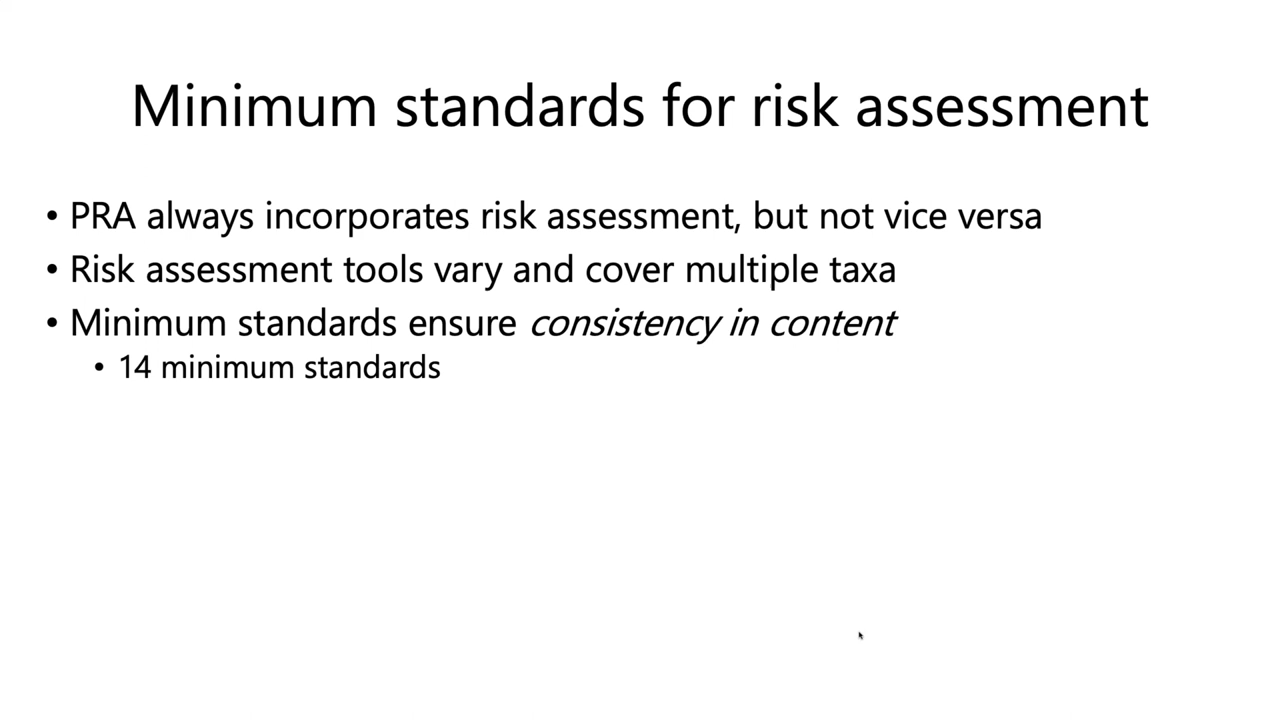 Minimum standards for risk assessment
• PRA always incorporates risk assessment, but not vice versa
• Risk assessment tools vary and cover multiple taxa
• Minimum standards ensure consistency in content
• 14 minimum standards